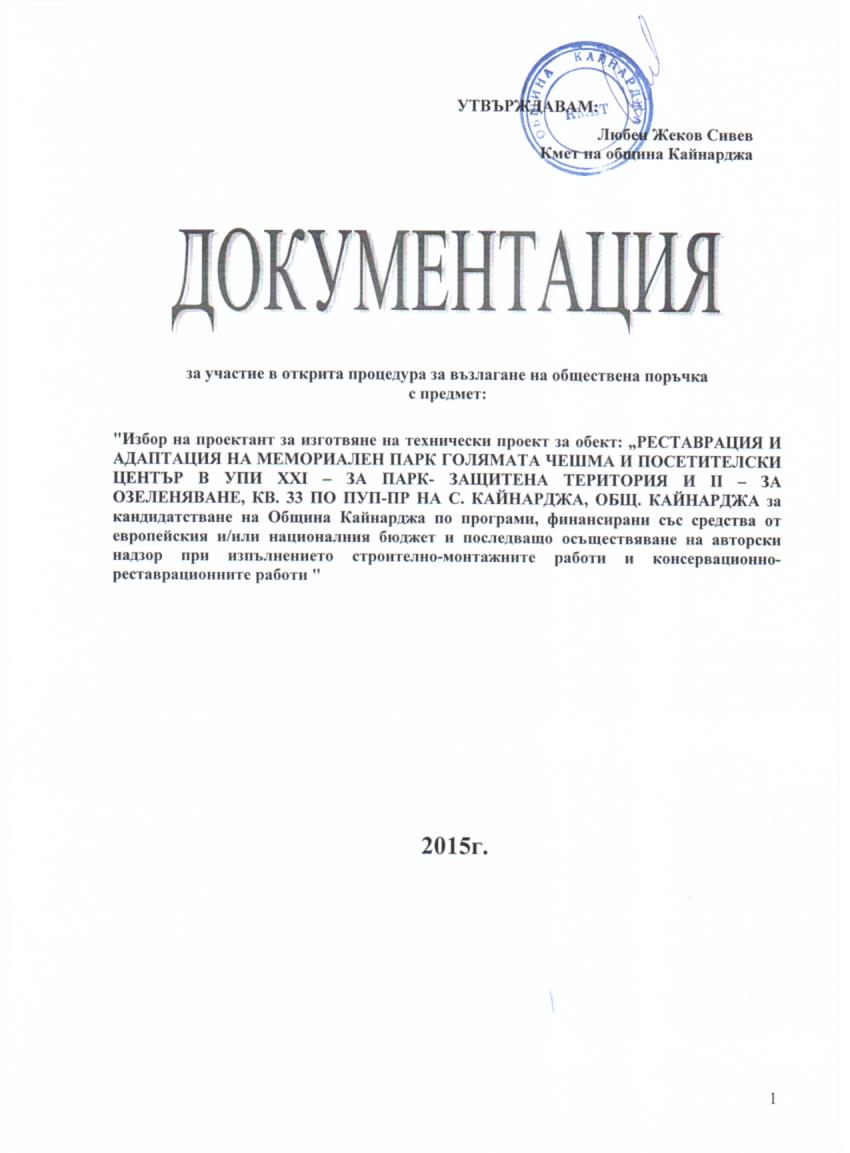 ОБЩИНА КАЙНАРДЖА
КМЕТ
УТВЪРЖДАВАМ:
Любен Жеков Сивев
Кмет на община Кайнарджа
ДОКУМЕНТАЦИЯ
за участие в открита процедура за възлагане на обществена поръчка
с предмет:
"Избор на проектант за изготвяне на технически проект за обект: „РЕСТАВРАЦИЯ И
АДАПТАЦИЯ НА МЕМОРИАЛЕН ПАРК ГОЛЯМАТА ЧЕШМА И ПОСЕТИТЕЛСКИ
ЦЕНТЪР В УПИ XXI – ЗА ПАРК- ЗАЩИТЕНА ТЕРИТОРИЯ И II – ЗА
ОЗЕЛЕНЯВАНЕ, КВ. 33 ПО ПУП-ПР НА С. КАЙНАРДЖА, ОБЩ. КАЙНАРДЖА за
кандидатстване на Община Кайнарджа по програми, финансирани със средства от
европейския и/или националния бюджет и последващо осъществяване на авторски
надзор при изпълнението строително-монтажните работи и консервационно-
реставрационните работи "
2015г.
1